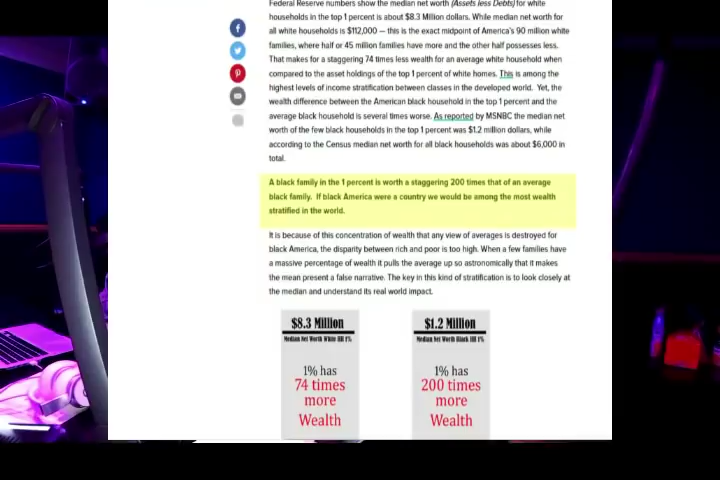 Federal Reserve numbers show the median net worth (Assets less Debts) for white
households in the top 1 percent is about $8.3 Million dollars. While median net worth for
all white households is $112,000 — this is the exact midpoint of America's 90 million white
families, where half or 45 million families have more and the other half possesses less.
That makes for a staggering 74 times less wealth for an average white household when
compared to the asset holdings of the top 1 percent of white homes. This is among the
highest levels of income stratification between classes in the developed world. Yet, the
wealth difference between the American black household in the top 1 percent and the
average black household is several times worse. As reported by MSNBC the median net
worth of the few black households in the top 1 percent was $1.2 million dollars, while
according to the Census median net worth for all black households was about $6,000 in
total.
A black family in the 1 percent is worth a staggering 200 times that of an average
black family. If black America were a country we would be among the most wealth
stratified in the world.
It is because of this concentration of wealth that any view of averages is destroyed for
black America, the disparity between rich and poor is too high. When a few families have
a massive percentage of wealth it pulls the average up so astronomically that it makes
the mean present a false narrative. The key in this kind of stratification is to look closely at
the median and understand its real world impact.
$8.3 Million
Median Net Worth White HH 1%
1% has
74 times
more
Wealth
$1.2 Million
Median Net Worth Black HH 1%
1% has
200 times
more
Wealth